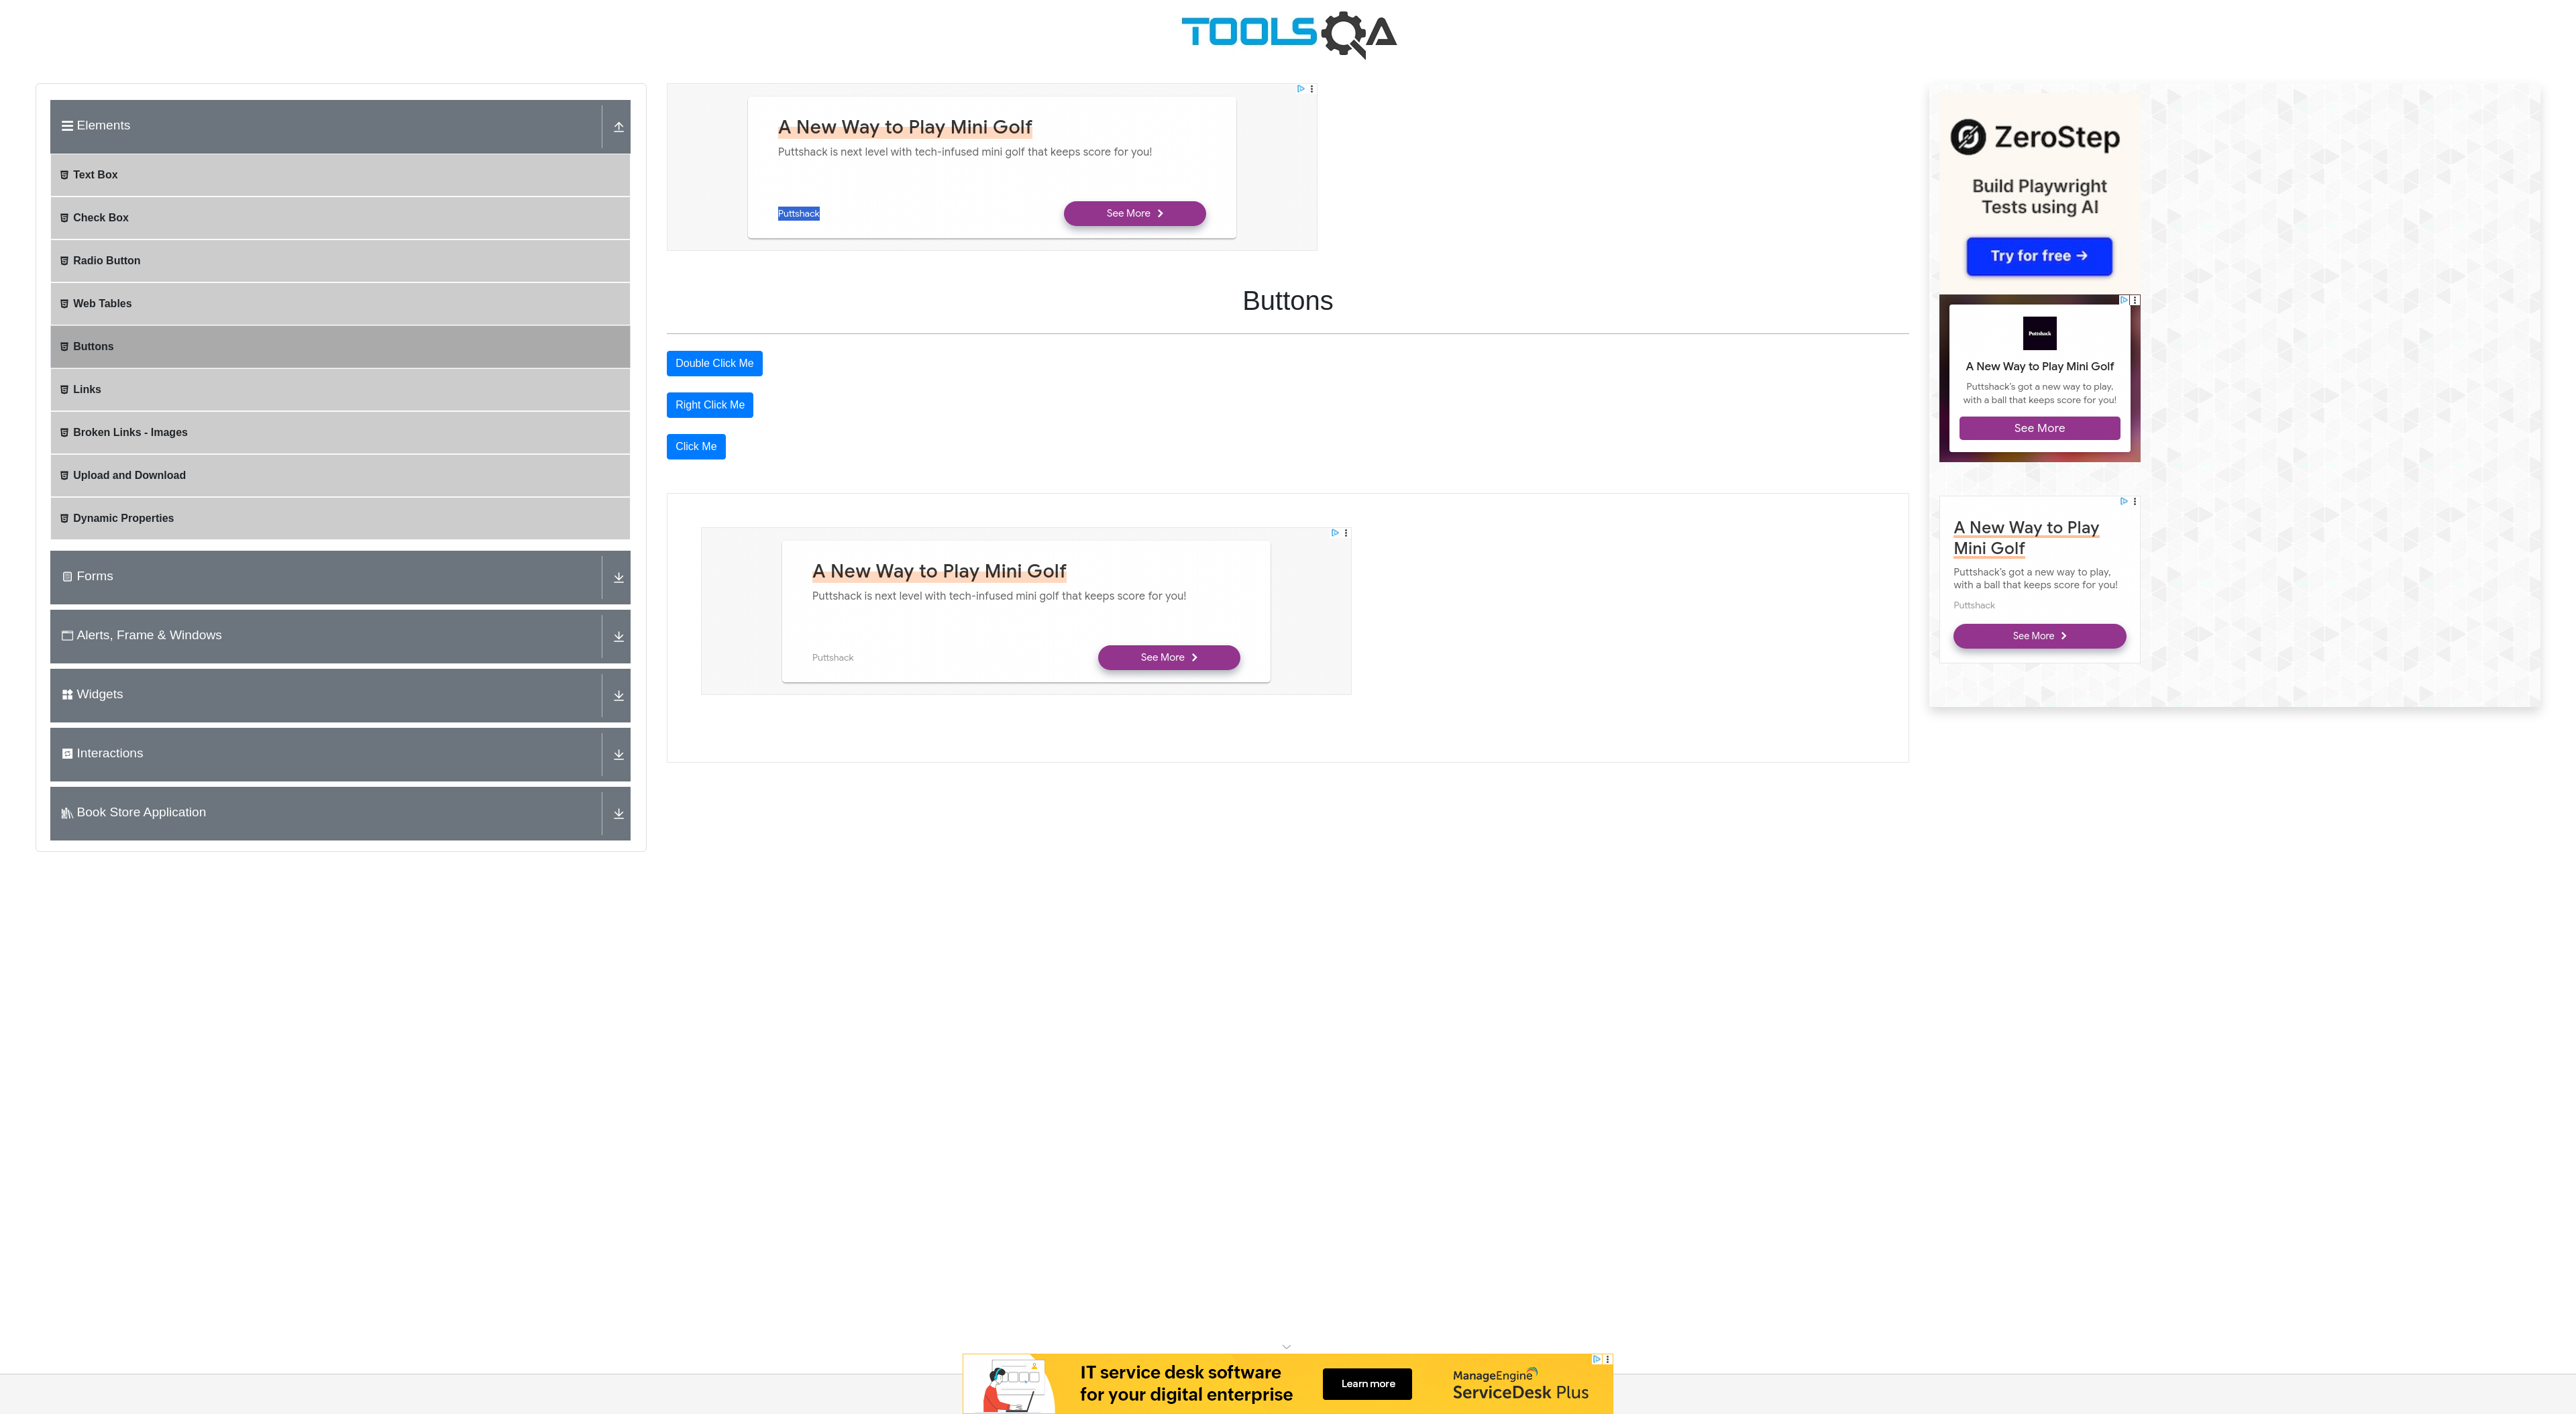 TOOLSQA
Elements
Text Box
Check Box
Radio Button
Web Tables
Buttons
Links
Broken Links - Images
Upload and Download
Dynamic Properties
Forms
Alerts, Frame & Windows
Widgets
Interactions
Book Store Application
A New Way to Play Mini Golf
Puttshack is next level with tech-infused mini golf that keeps score for you!
Puttshack
See More
Buttons
Double Click Me
Right Click Me
Click Me
A New Way to Play Mini Golf
Puttshack is next level with tech-infused mini golf that keeps score for you!
Puttshack
See More
ZeroStep
Build Playwright
Tests using AI
Try for free →
Puttshack
A New Way to Play Mini Golf
Puttshack's got a new way to play,
with a ball that keeps score for you!
See More
A New Way to Play
Mini Golf
Puttshack's got a new way to play,
with a ball that keeps score for you!
Puttshack
See More
IT service desk software
for your digital enterprise
Learn more
ManageEngine
ServiceDesk Plus